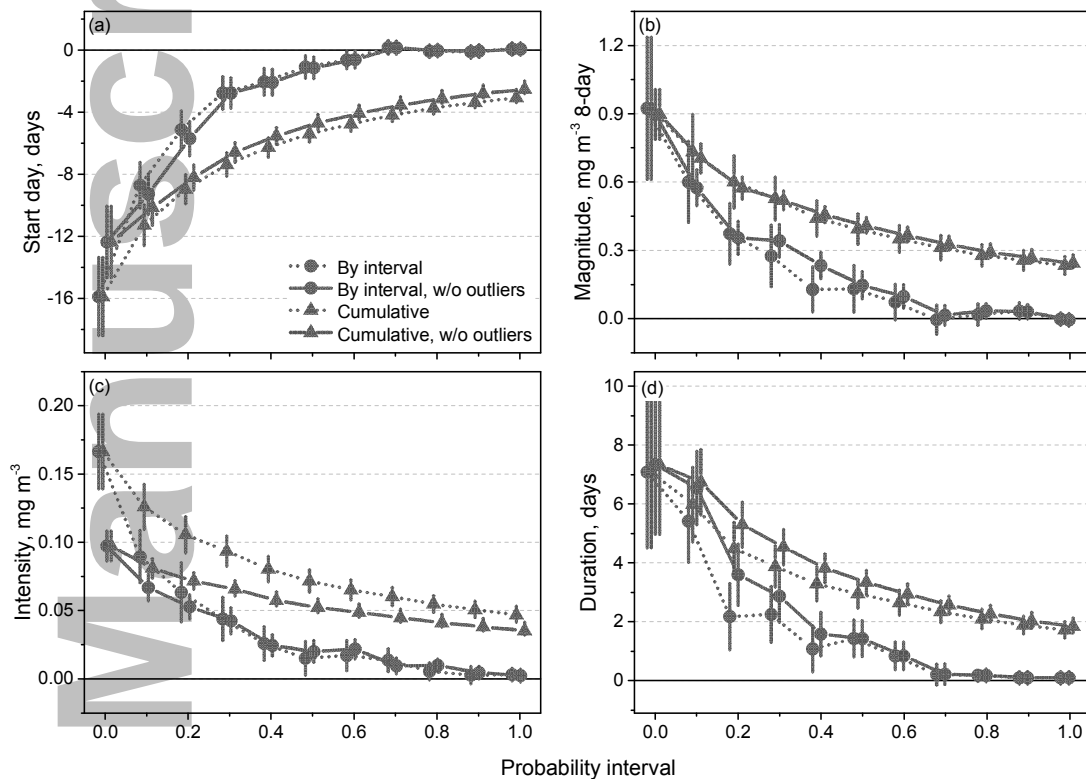 (a)
0
-4
-8
-12
-16
Start day, days
By interval
By interval, w/o outliers
Cumulative
Cumulative, w/o outliers
(b)
1.2
0.9
0.6
0.3
0.0
Magnitude, mg m⁻³ 8-day
(c)
0.20
0.15
0.10
0.05
0.00
Intensity, mg m⁻³
0.0 0.2 0.4 0.6 0.8 1.0
(d)
10
8
6
4
2
0
Duration, days
0.0 0.2 0.4 0.6 0.8 1.0
Probability interval
Man
uscr